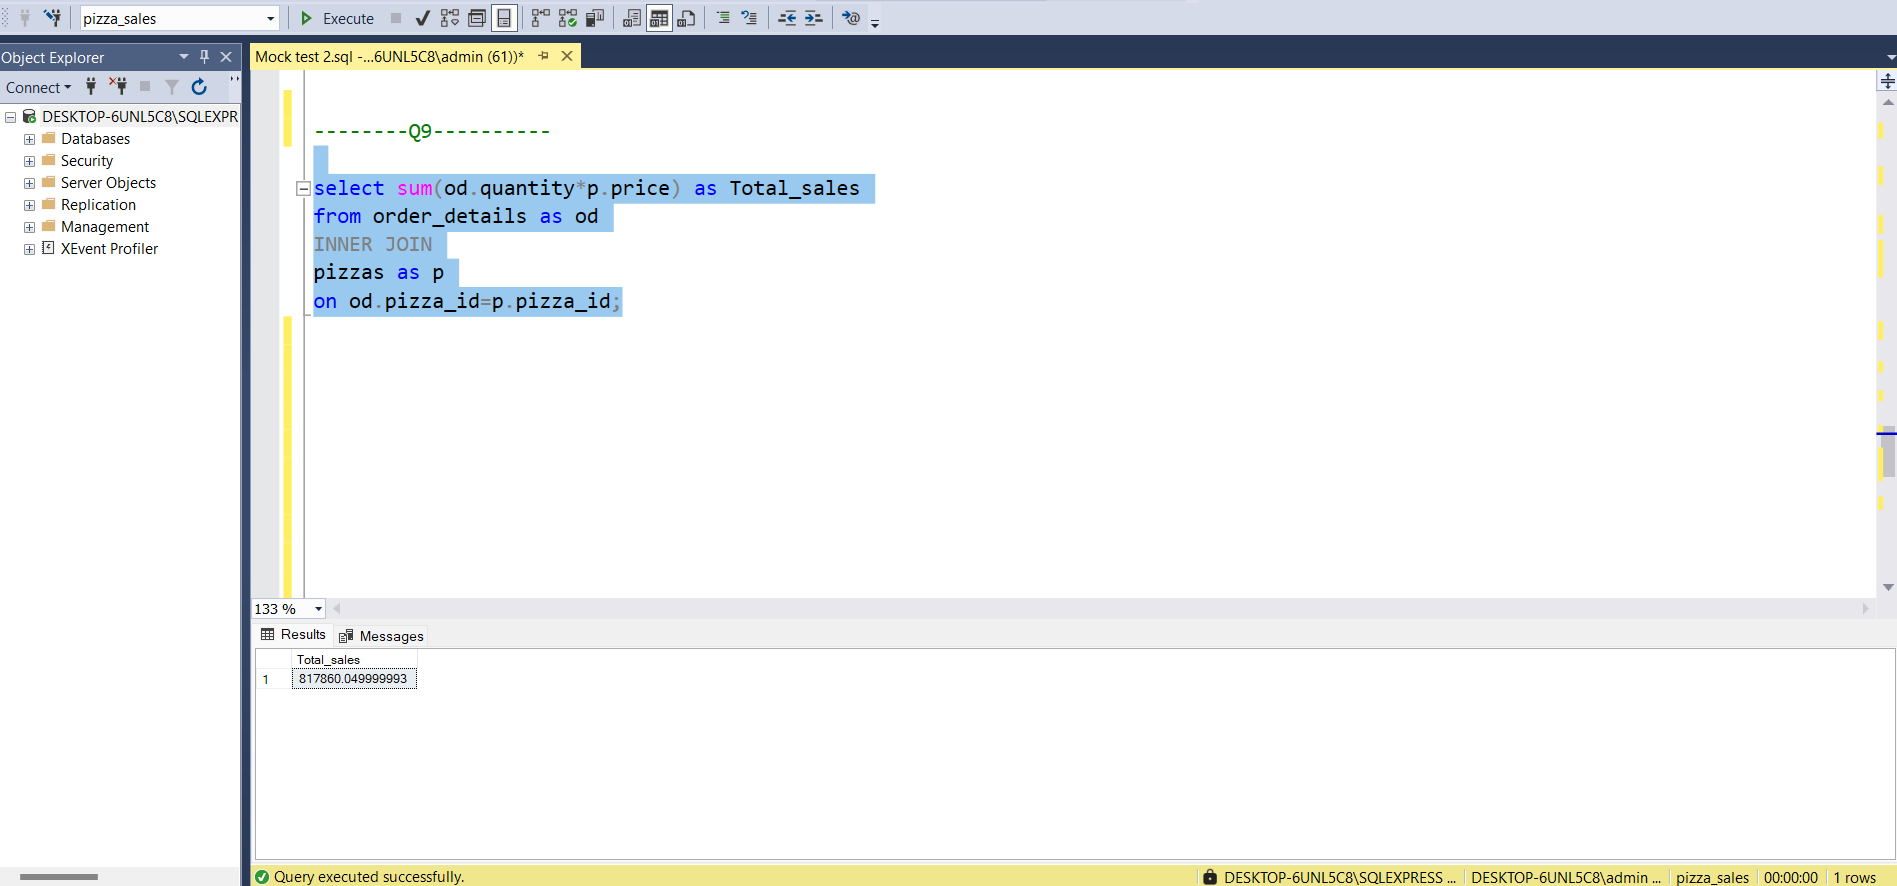 pizza_sales
Execute
Object Explorer
Connect
DESKTOP-6UNL5C8\SQLEXPR
Databases
Security
Server Objects
Replication
Management
XEvent Profiler
Mock test 2.sql -...6UNL5C8\admin (61))*
--------Q9----------
select sum(od.quantity*p.price) as Total_sales
from order_details as od
INNER JOIN
pizzas as p
on od.pizza_id=p.pizza_id;
133 %
Results Messages
Total_sales
1 817860.049999993
Query executed successfully.
DESKTOP-6UNL5C8\SQLEXPRESS ... DESKTOP-6UNL5C8\admin ... pizza_sales 00:00:00 1 rows